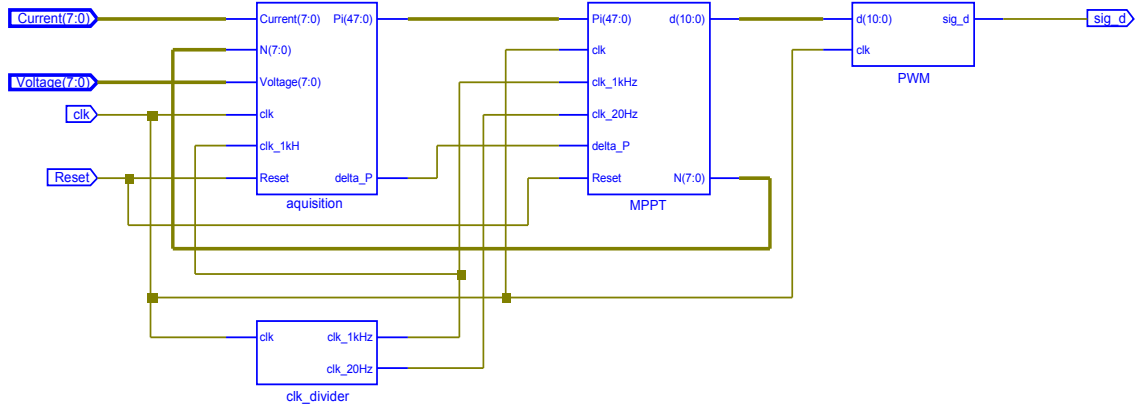 Current(7:0)
Voltage(7:0)
clk
Reset
Current(7:0) Pi(47:0)
N(7:0)
Voltage(7:0)
clk
clk_1kH
Reset delta_P
aquisition
Pi(47:0) d(10:0)
clk
clk_1kHz
clk_20Hz
delta_P
Reset N(7:0)
MPPT
d(10:0) sig_d
clk
PWM
sig_d
clk clk_1kHz
clk_20Hz
clk_divider